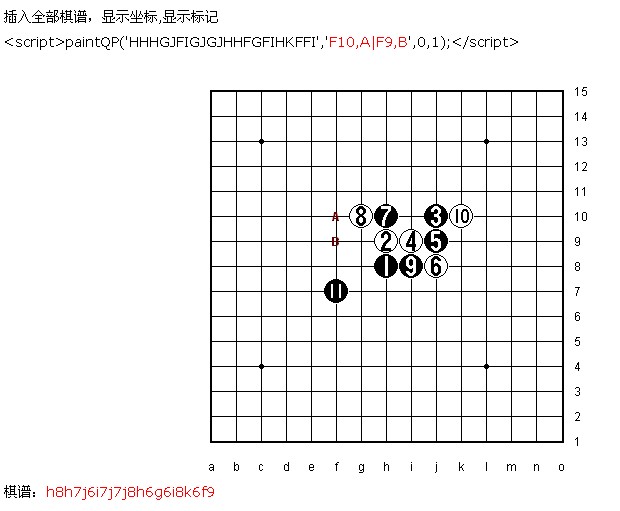 插入全部棋谱，显示坐标,显示标记
<script>paintQP('HHHGJFIGJGJHHFGFIHKFFI','F10,A|F9,B',0,1);</script>
15
14
13
12
11
A 8 7 3 10 10
B 2 4 5 9
1 9 6 8
11 7
6
5
4
3
2
1
a b c d e f g h i j k l m n o
棋谱：h8h7j6i7j7j8h6g6i8k6f9